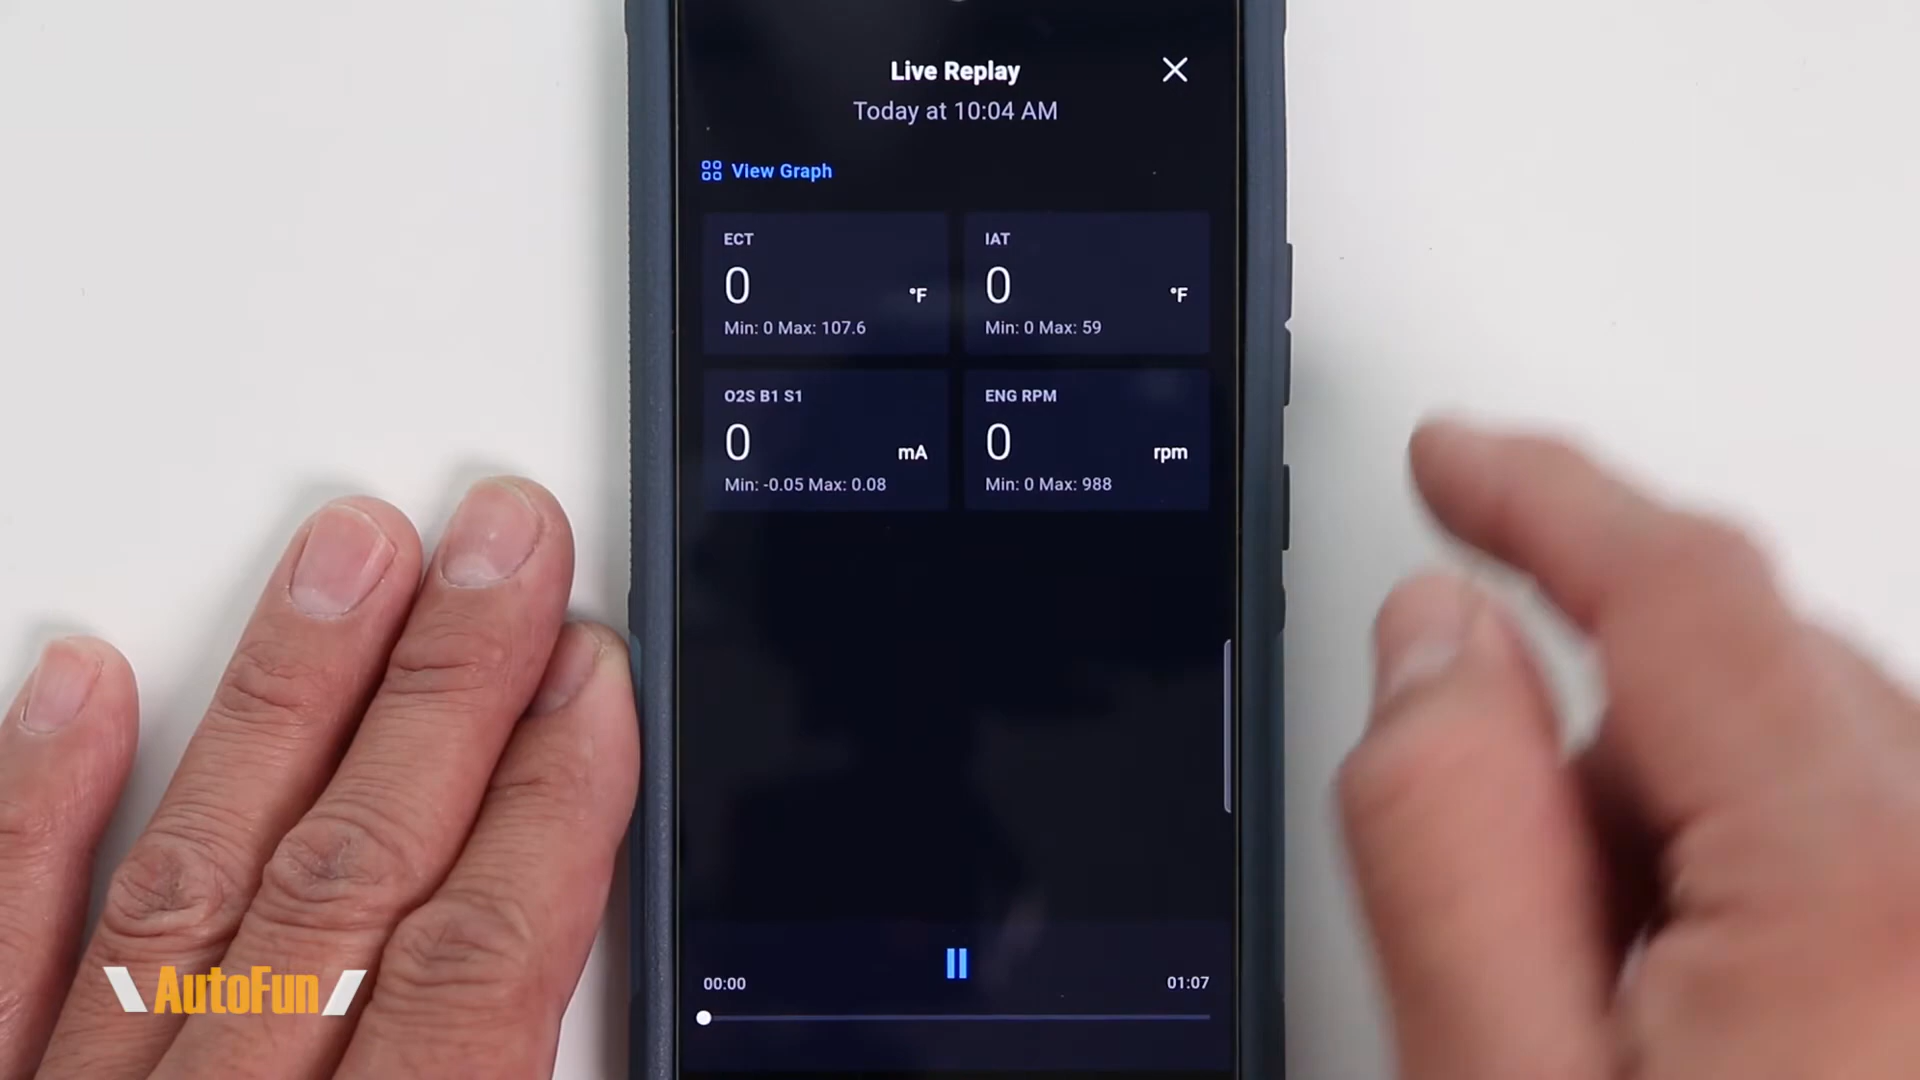 Live Replay
Today at 10:04 AM
View Graph
ECT
0 °F
Min: 0 Max: 107.6
IAT
0 °F
Min: 0 Max: 59
O2S B1 S1
0 mA
Min: -0.05 Max: 0.08
ENG RPM
0 rpm
Min: 0 Max: 988
00:00
01:07
AutoFun